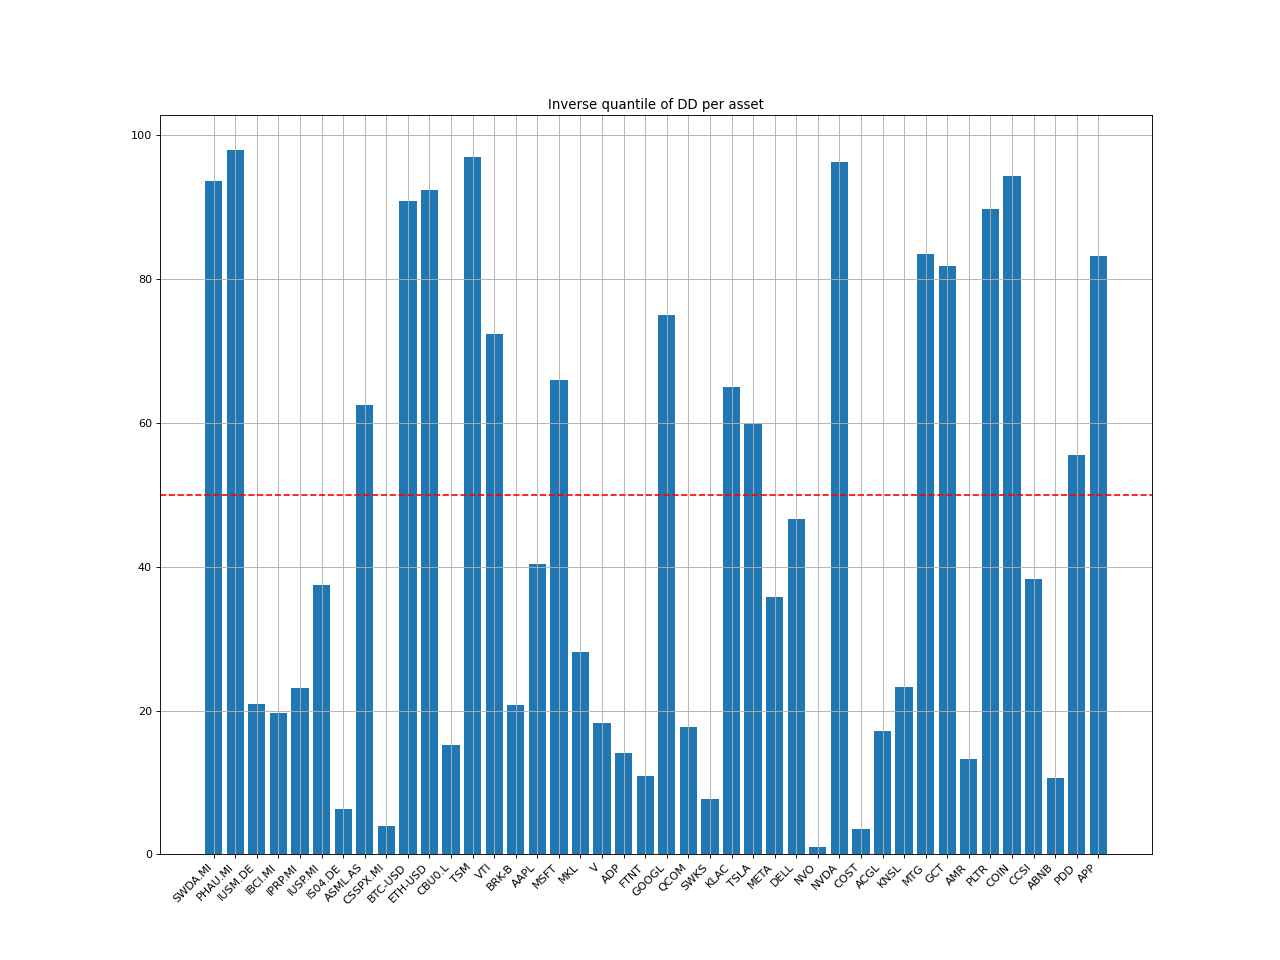 Inverse quantile of DD per asset
100
80
60
40
20
0
SWDA.MI
PHAU.MI
IUSM.DE
IBCI.MI
IPRP.MI
IUSP.MI
IS04.DE
ASML.AS
CSSPX.MI
BTC-USD
ETH-USD
CBU0.L
TSM
VTI
BRK-B
AAPL
MSFT
MKL
V
ADP
FTNT
GOOGL
QCOM
SWKS
KLAC
TSLA
META
DELL
NVO
NVDA
COST
ACGL
KNSL
MTG
GCT
AMR
PLTR
COIN
CCSI
ABNB
PDD
APP